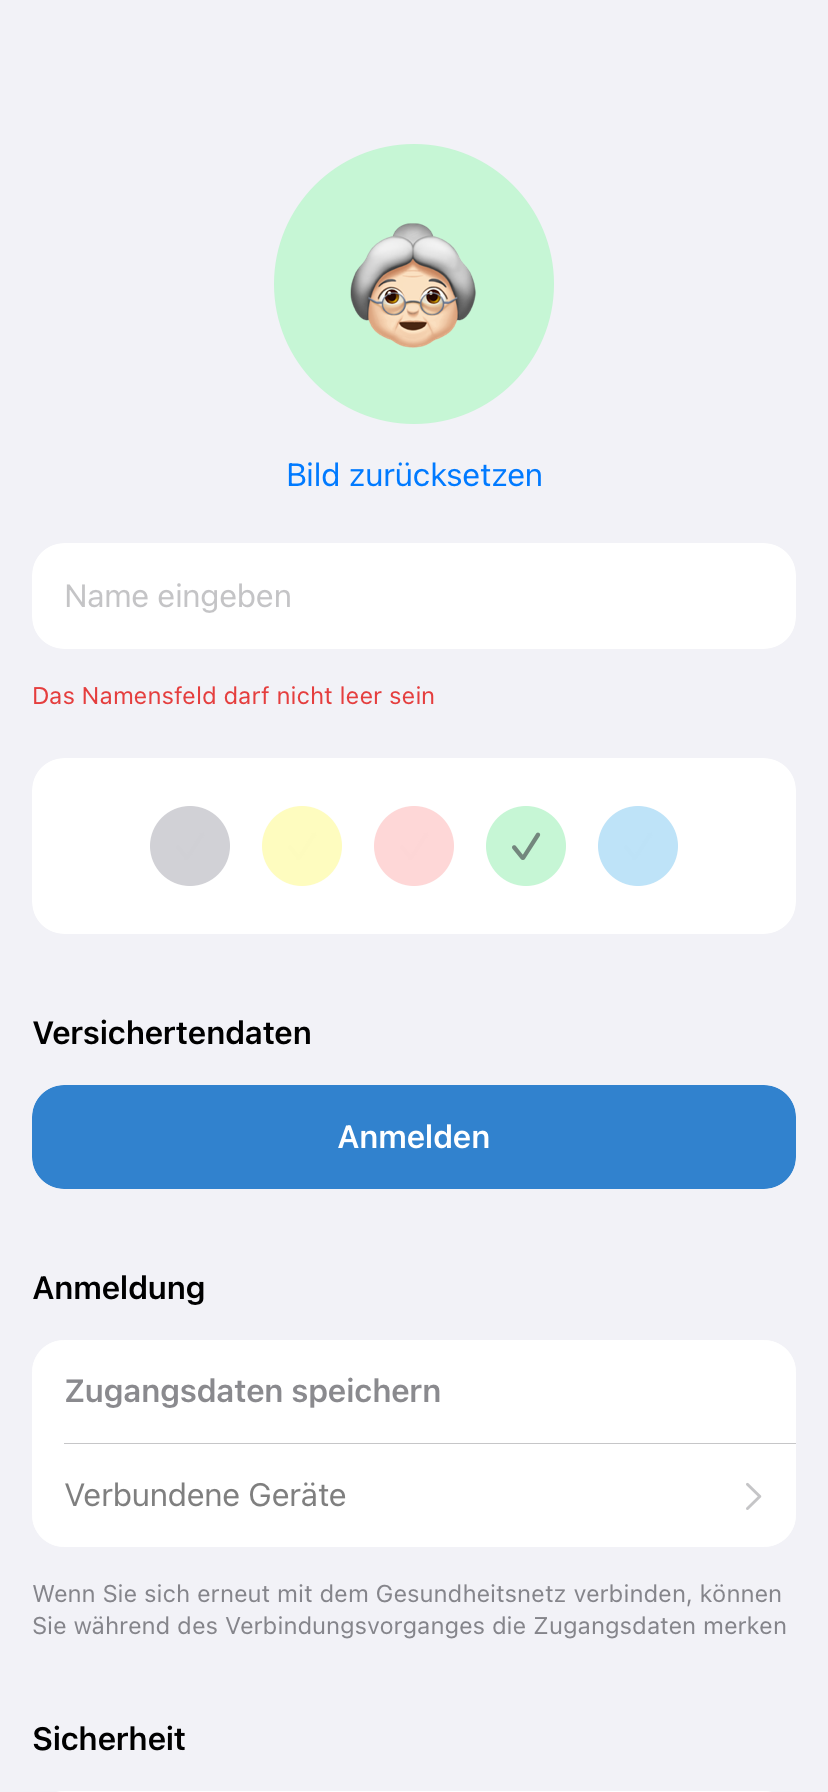 Bild zurücksetzen
Name eingeben
Das Namensfeld darf nicht leer sein
Versichertendaten
Anmelden
Anmeldung
Zugangsdaten speichern
Verbundene Geräte
Wenn Sie sich erneut mit dem Gesundheitsnetz verbinden, können
Sie während des Verbindungsvorganges die Zugangsdaten merken
Sicherheit